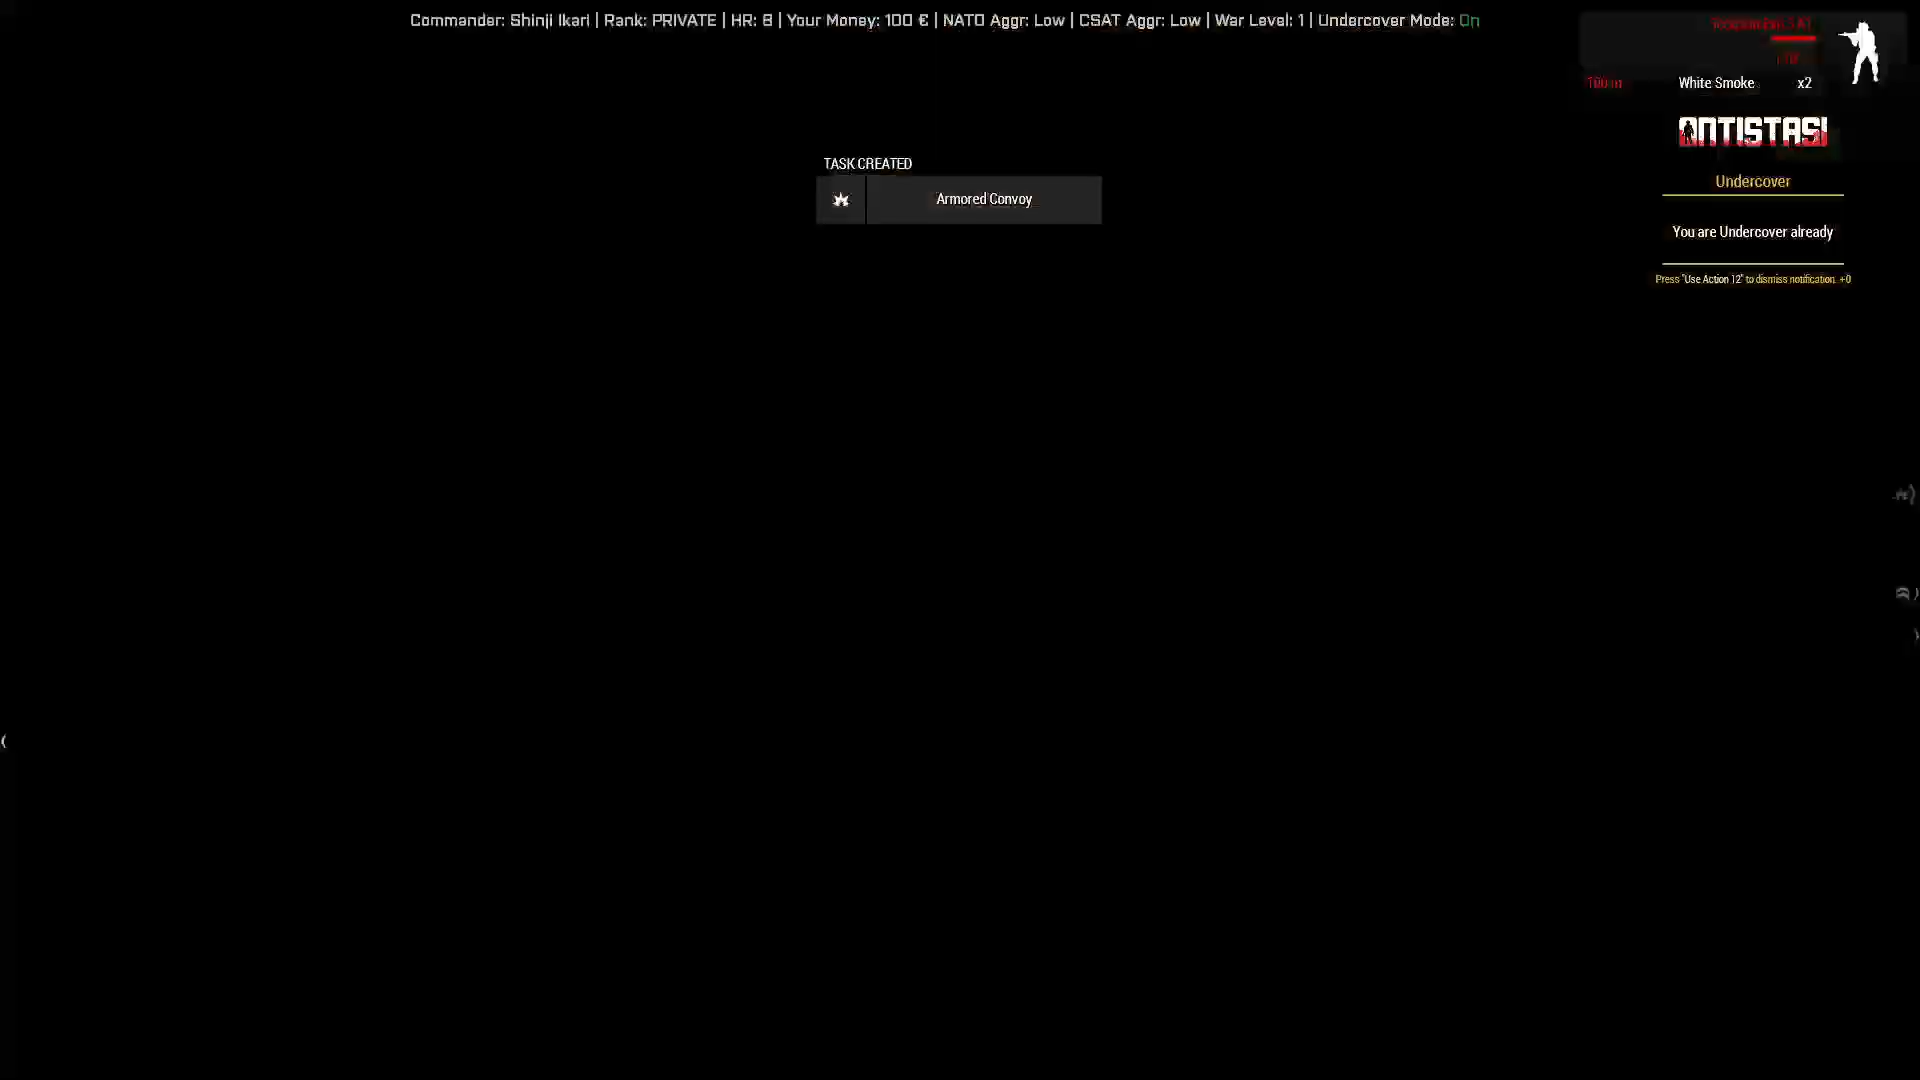 Commander: Shinji Ikari | Rank: PRIVATE | HR: 8 | Your Money: 100 € | NATO Aggr: Low | CSAT Aggr: Low | War Level: 1 | Undercover Mode: On
100 m White Smoke x2
ANTISTASI
TASK CREATED
Armored Convoy
Undercover
You are Undercover already
Press "Use Action 12" to dismiss notification. +0